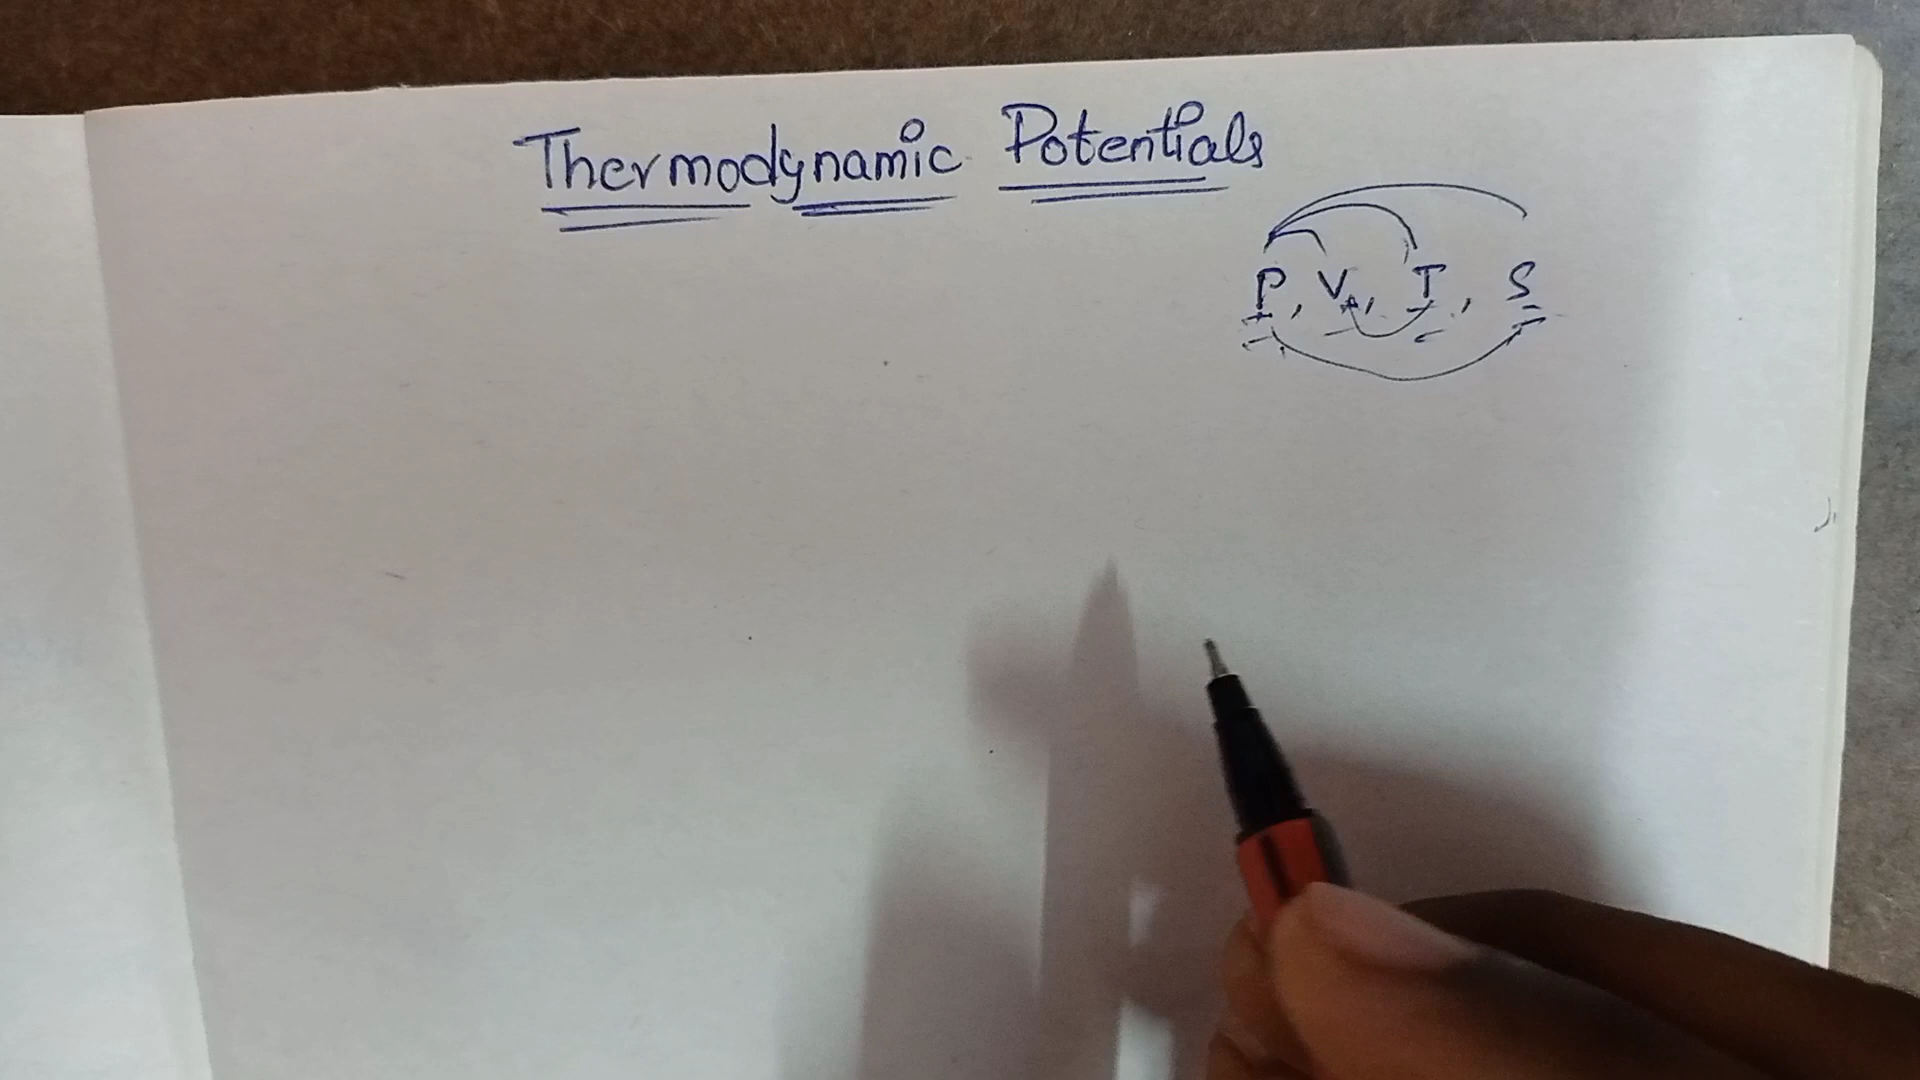 Thermodynamic Potentials
P, V, T, S